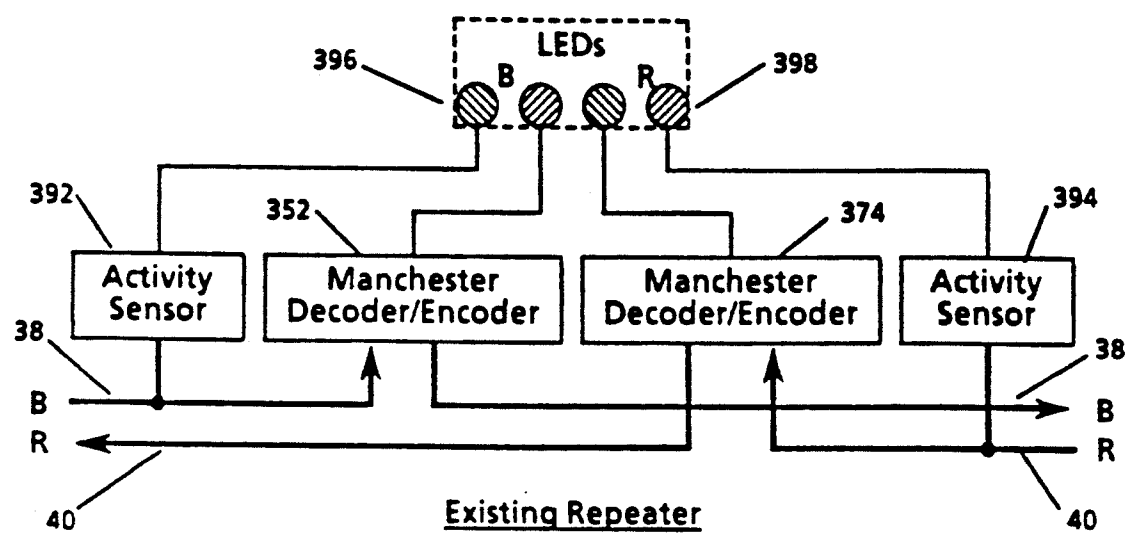 LEDs
396
B
R
398
392
352
374
394
Activity
Sensor
Manchester
Decoder/Encoder
Manchester
Decoder/Encoder
Activity
Sensor
38
38
B
B
R
R
40
40
Existing Repeater